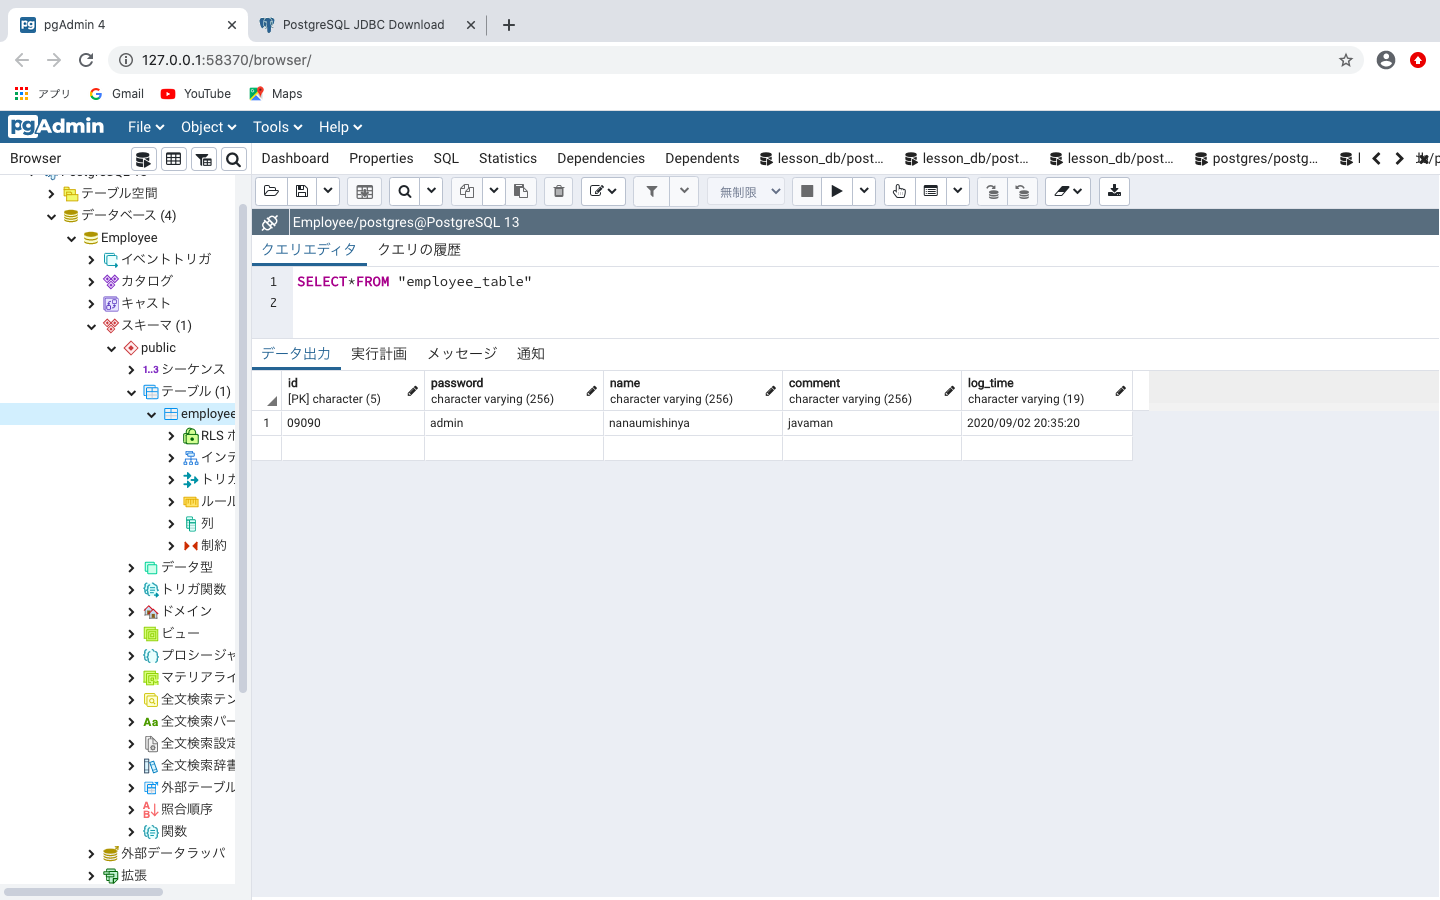 pgAdmin 4
PostgreSQL JDBC Download
127.0.0.1:58370/browser/
アプリ
Gmail
YouTube
Maps
pgAdmin
File
Object
Tools
Help
Browser
Dashboard
Properties
SQL
Statistics
Dependencies
Dependents
lesson_db/post...
lesson_db/post...
lesson_db/post...
postgres/postg...
無制限
Employee/postgres@PostgreSQL 13
クエリエディタ
クエリの履歴
1 SELECT*FROM "employee_table"
2
データ出力
実行計画
メッセージ
通知
id
[PK] character (5)
password
character varying (256)
name
character varying (256)
comment
character varying (256)
log_time
character varying (19)
1 09090 admin nanaumishinya javaman 2020/09/02 20:35:20
テーブル空間
データベース (4)
Employee
イベントトリガ
カタログ
キャスト
スキーマ (1)
public
1..3 シーケンス
テーブル (1)
employee
RLS ポ
インデ
トリガ
ルール
列
制約
データ型
トリガ関数
ドメイン
ビュー
プロシージャ
マテリアライ
全文検索テン
Aa 全文検索パー
全文検索設定
全文検索辞書
外部テーブル
照合順序
関数
外部データラッパ
拡張